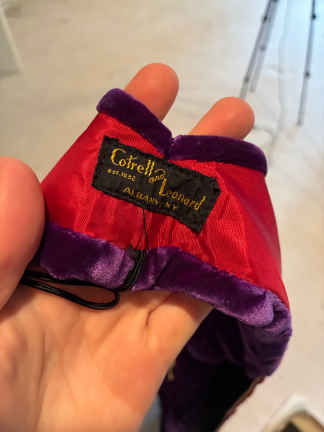 Cotrell
EST.1832 and
Leonard
ALBANY, N.Y.